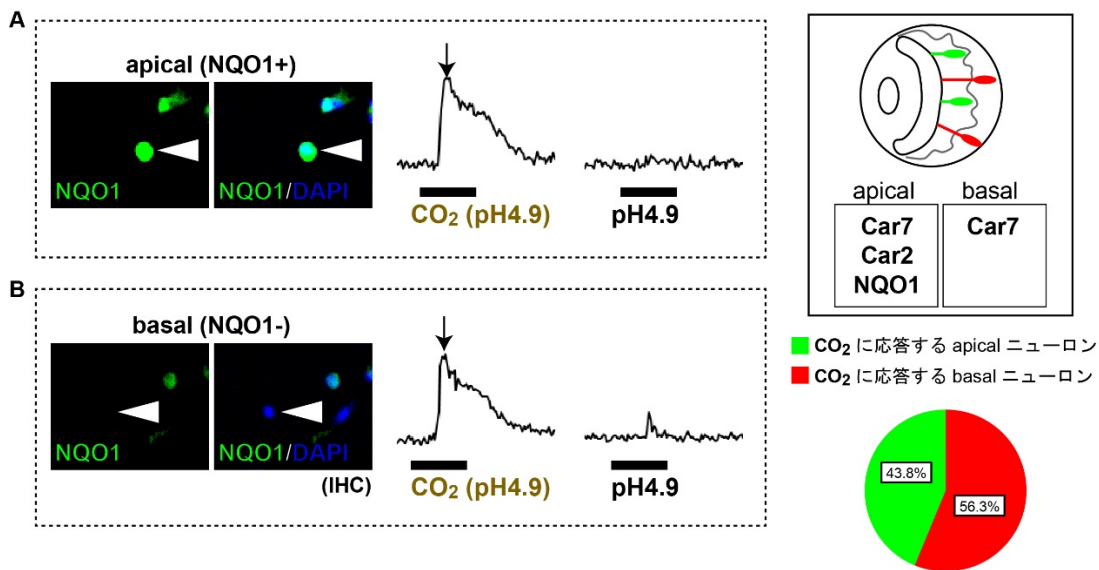 A
apical (NQO1+)
NQO1
NQO1/DAPI
CO₂ (pH4.9)
pH4.9
B
basal (NQO1-)
NQO1
NQO1/DAPI
(IHC)
CO₂ (pH4.9)
pH4.9
apical
basal
Car7
Car2
NQO1
Car7
CO₂ に応答する apical ニューロン
CO₂ に応答する basal ニューロン
43.8%
56.3%